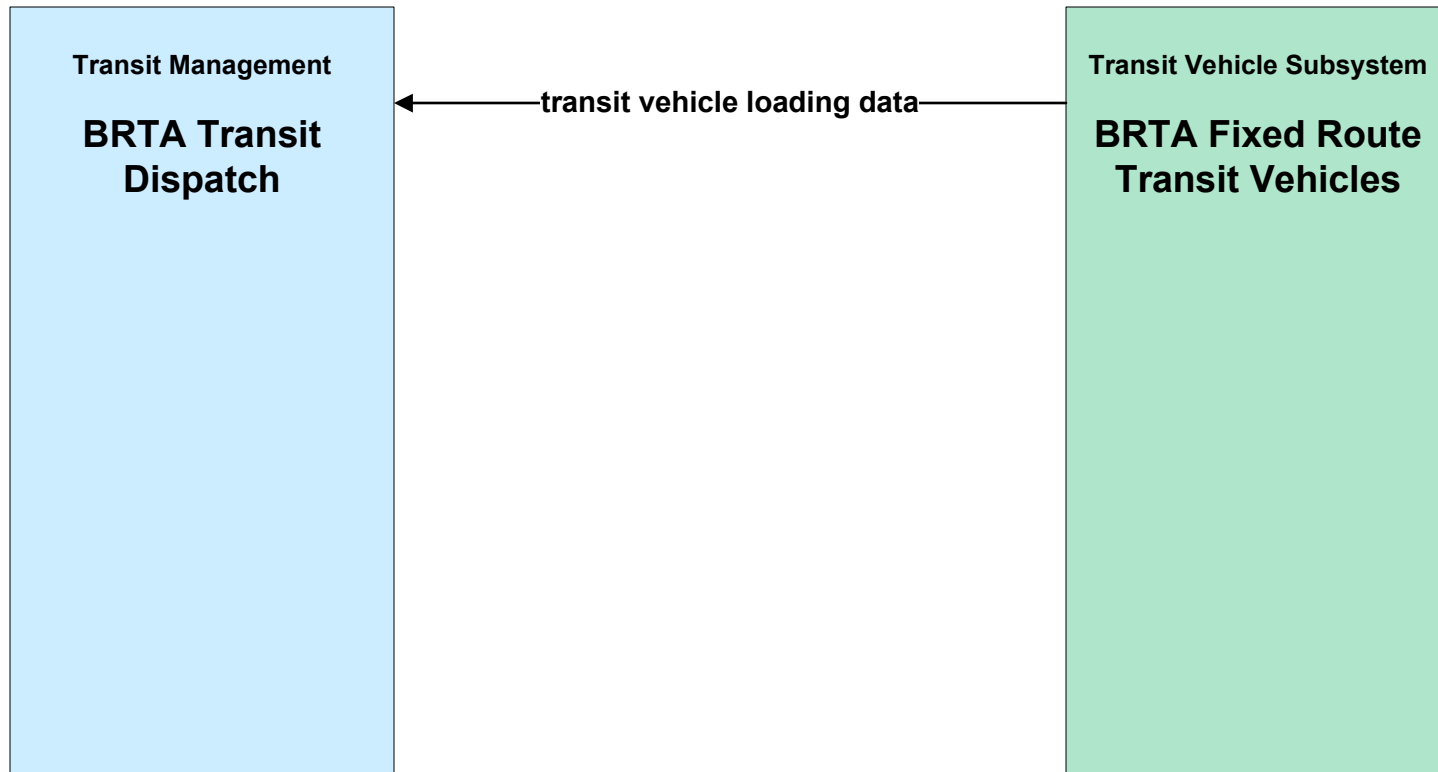 Transit Management
BRTA Transit
Dispatch
transit vehicle loading data
Transit Vehicle Subsystem
BRTA Fixed Route
Transit Vehicles